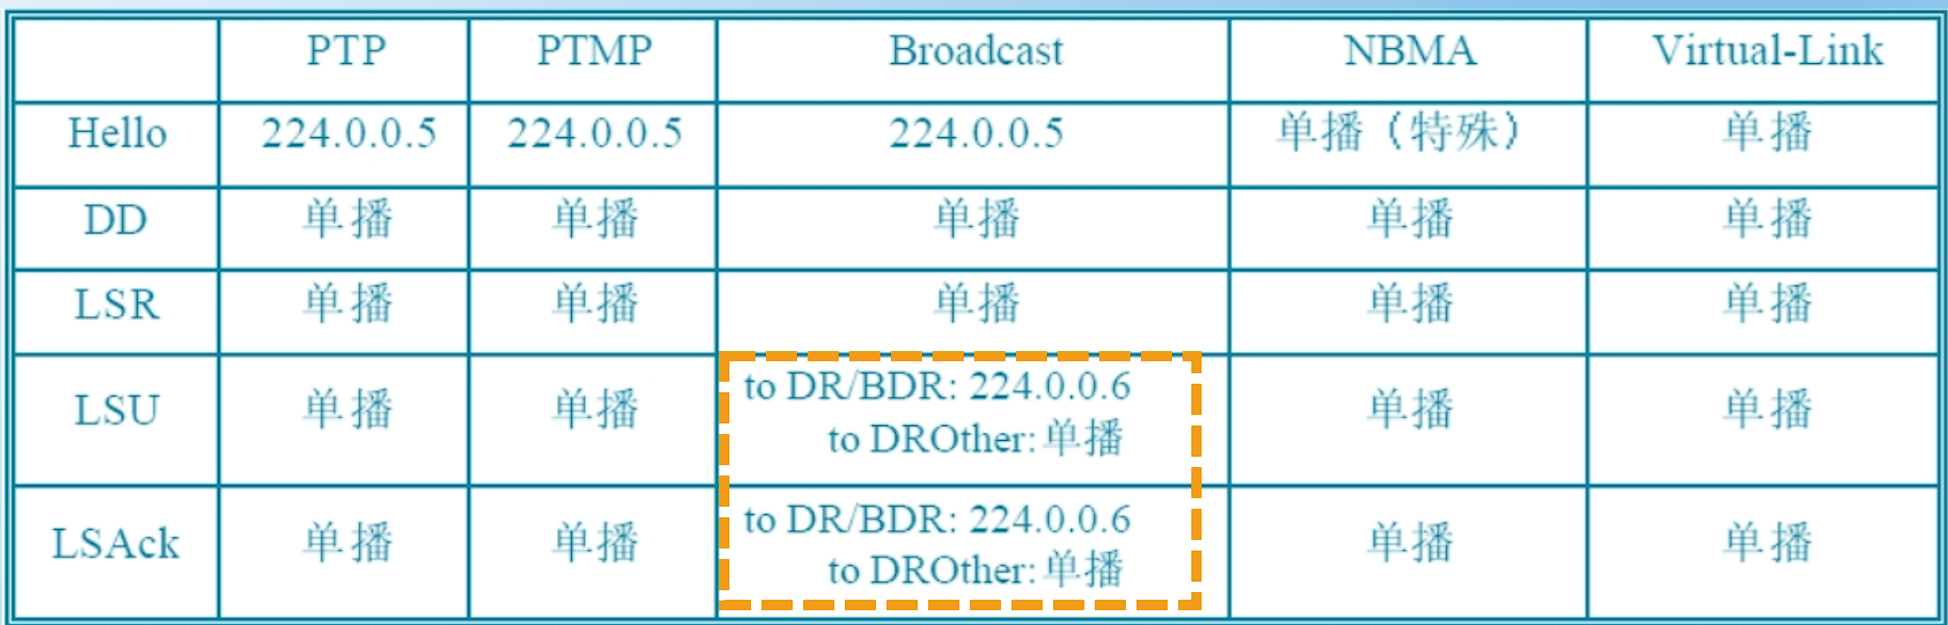 PTP PTMP Broadcast NBMA Virtual-Link
Hello 224.0.0.5 224.0.0.5 224.0.0.5 单播（特殊） 单播
DD 单播 单播 单播 单播 单播
LSR 单播 单播 单播 单播 单播
LSU 单播 单播 to DR/BDR: 224.0.0.6 单播 单播
to DROther: 单播
LSAck 单播 单播 to DR/BDR: 224.0.0.6 单播 单播
to DROther: 单播